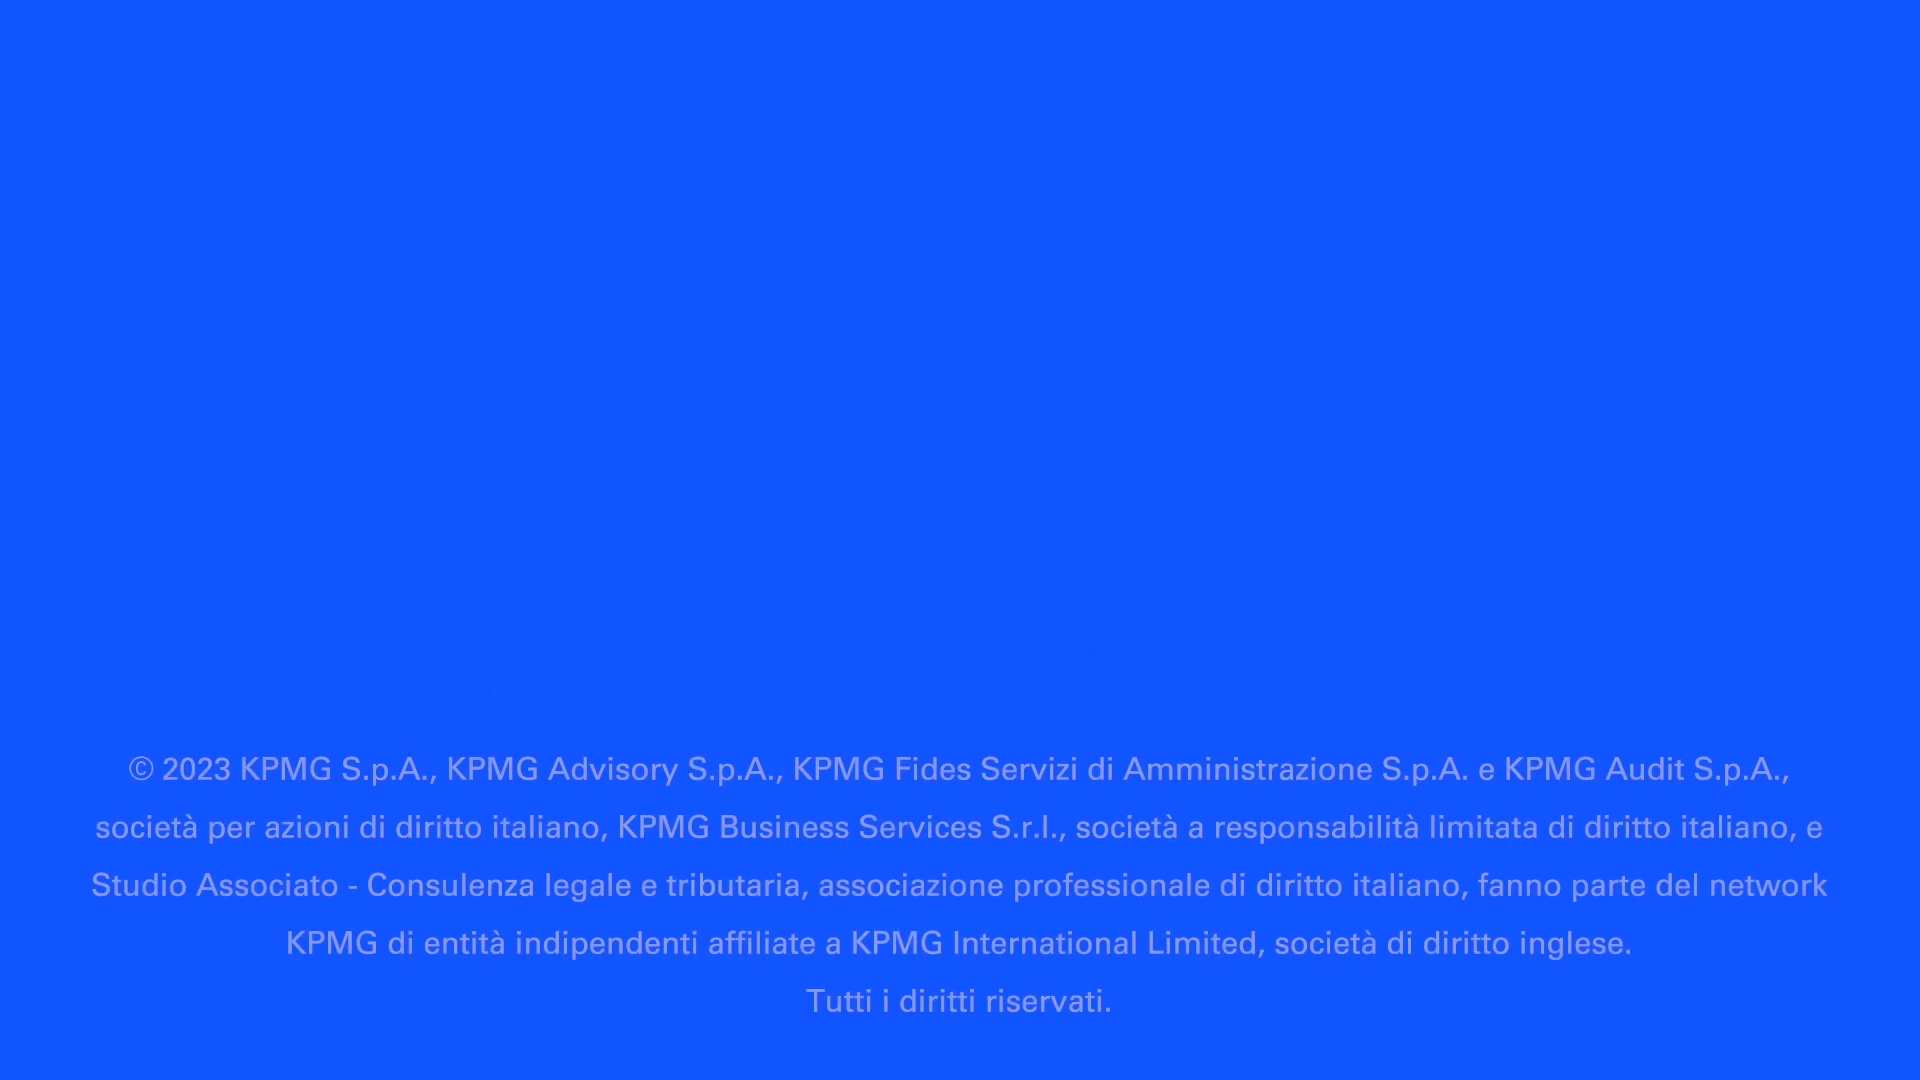 © 2023 KPMG S.p.A., KPMG Advisory S.p.A., KPMG Fides Servizi di Amministrazione S.p.A. e KPMG Audit S.p.A.,
società per azioni di diritto italiano, KPMG Business Services S.r.l., società a responsabilità limitata di diritto italiano, e
Studio Associato - Consulenza legale e tributaria, associazione professionale di diritto italiano, fanno parte del network
KPMG di entità indipendenti affiliate a KPMG International Limited, società di diritto inglese.
Tutti i diritti riservati.